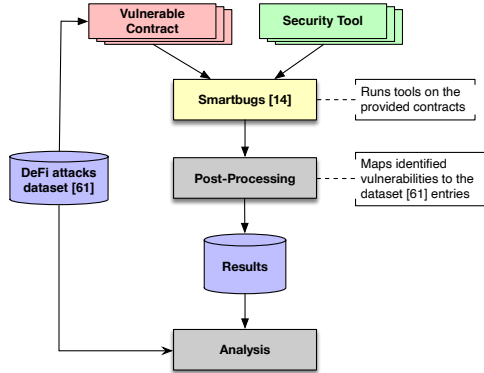 Vulnerable
Contract
Security Tool
Smartbugs [14]
Runs tools on the
provided contracts
DeFi attacks
dataset [61]
Post-Processing
Maps identified
vulnerabilities to the
dataset [61] entries
Results
Analysis